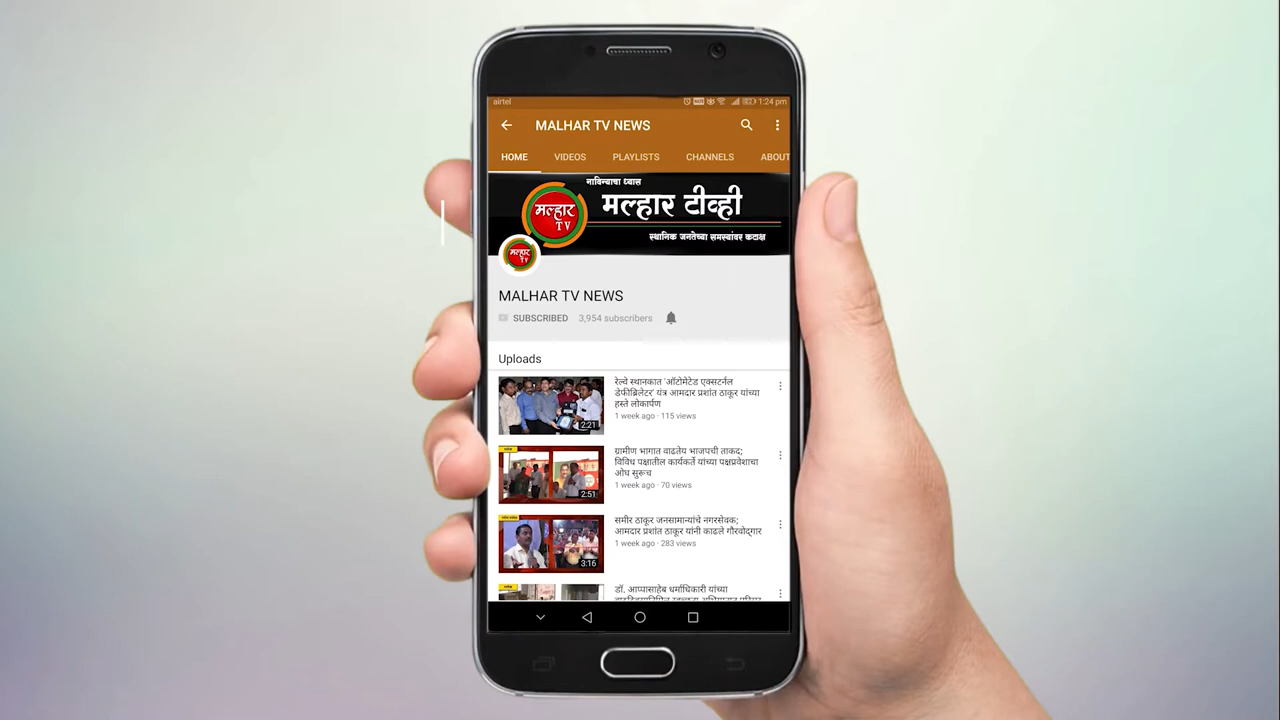 airtel 1:24 pm
MALHAR TV NEWS
HOME VIDEOS PLAYLISTS CHANNELS ABOUT
नाविन्याचा ध्यास
मल्हार टीव्ही
मल्हार
TV
स्थानिक जनतेच्या समस्यांवर कटाक्ष
मल्हार
TV
MALHAR TV NEWS
SUBSCRIBED 3,954 subscribers
Uploads
रेल्वे स्थानकात 'ऑटोमेटेड एक्सटर्नल
डेफीब्रिलेटर' यंत्र आमदार प्रशांत ठाकूर यांच्या
हस्ते लोकार्पण
1 week ago · 115 views
2:21
ग्रामीण भागात वाढतेय भाजपची ताकद;
विविध पक्षातील कार्यकर्ते यांच्या पक्षप्रवेशाचा
ओघ सुरूच
1 week ago · 70 views
2:51
समीर ठाकूर जनसामान्यांचे नगरसेवक;
आमदार प्रशांत ठाकूर यांनी काढले गौरवोद्गार
1 week ago · 283 views
3:16
डॉ. आप्पासाहेब धर्माधिकारी यांच्या